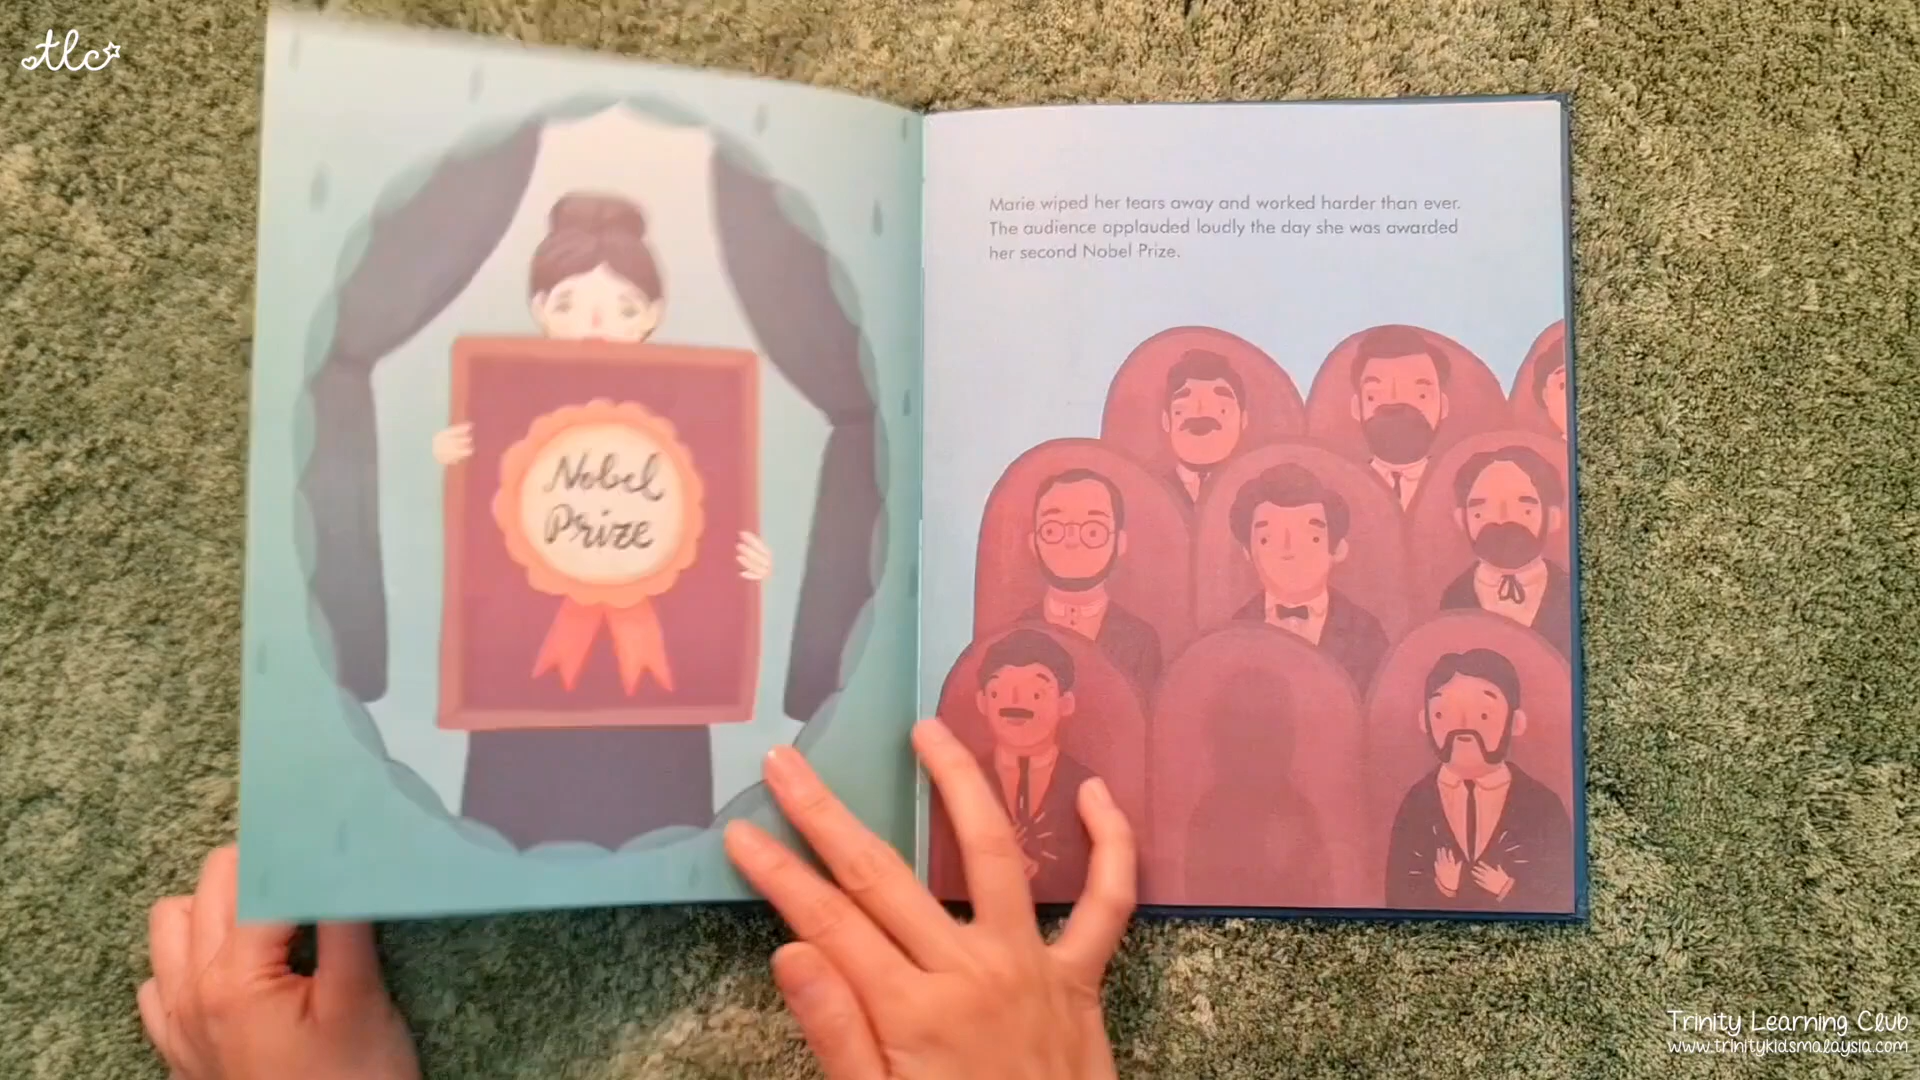 tlc
Nobel
Prize
Marie wiped her tears away and worked harder than ever.
The audience applauded loudly the day she was awarded
her second Nobel Prize.
Trinity Learning Club
www.trinitykidsmalaysia.com